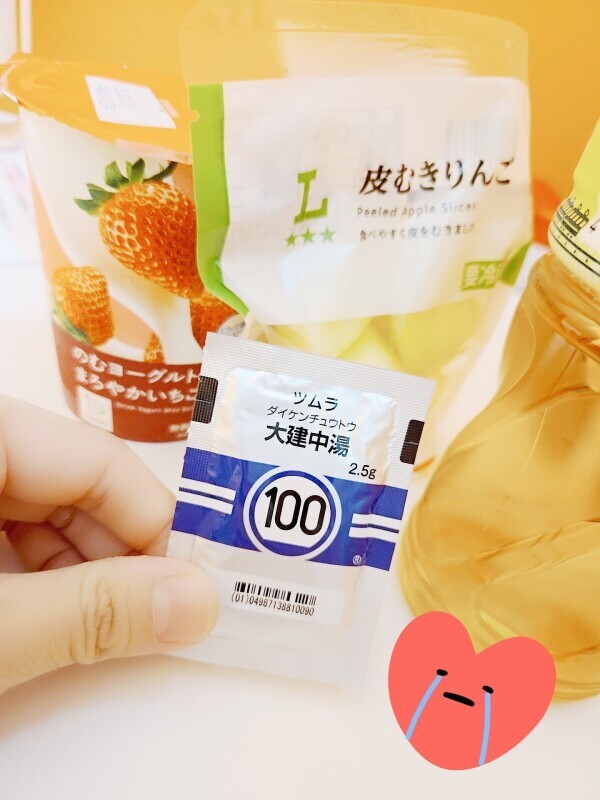 のむヨーグルト
まろやかいちご
L
皮むきりんご
Peeled Apple Slices
食べやすく皮をむきました
要冷
ツムラ
ダイケンチュウトウ
大建中湯
2.5g
100
®
(01)04987138810090